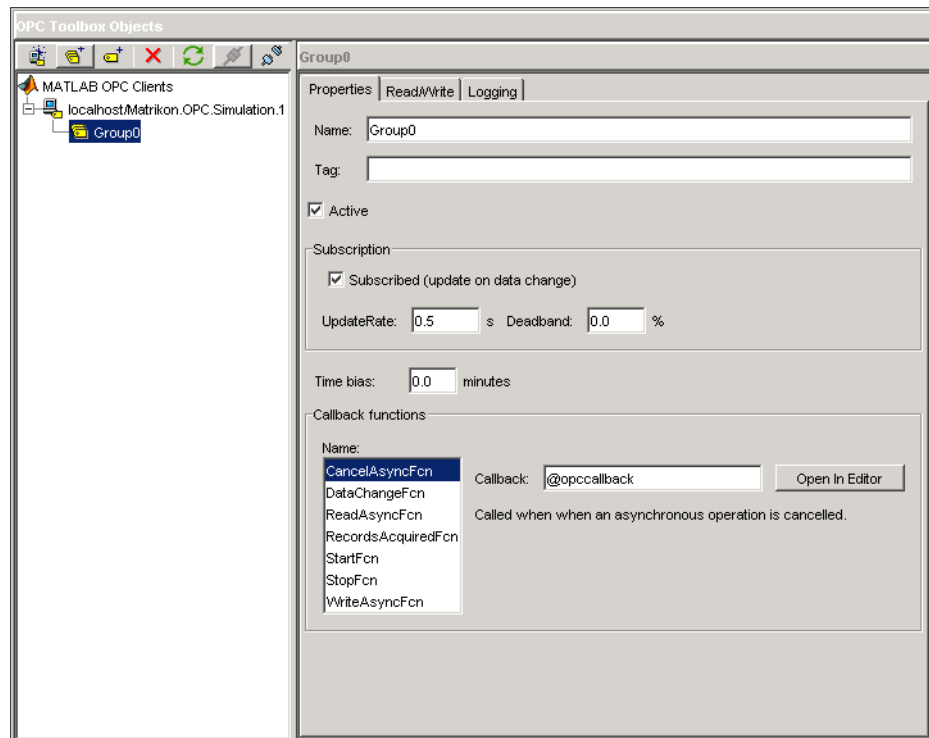 OPC Toolbox Objects
Group0
MATLAB OPC Clients
localhost/Matrikon.OPC.Simulation.1
Group0
Properties Read/Write Logging
Name: Group0
Tag:
Active
Subscription
Subscribed (update on data change)
UpdateRate: 0.5 s Deadband: 0.0 %
Time bias: 0.0 minutes
Callback functions
Name:
CancelAsyncFcn
DataChangeFcn
ReadAsyncFcn
RecordsAcquiredFcn
StartFcn
StopFcn
WriteAsyncFcn
Callback: @opccallback Open In Editor
Called when when an asynchronous operation is cancelled.